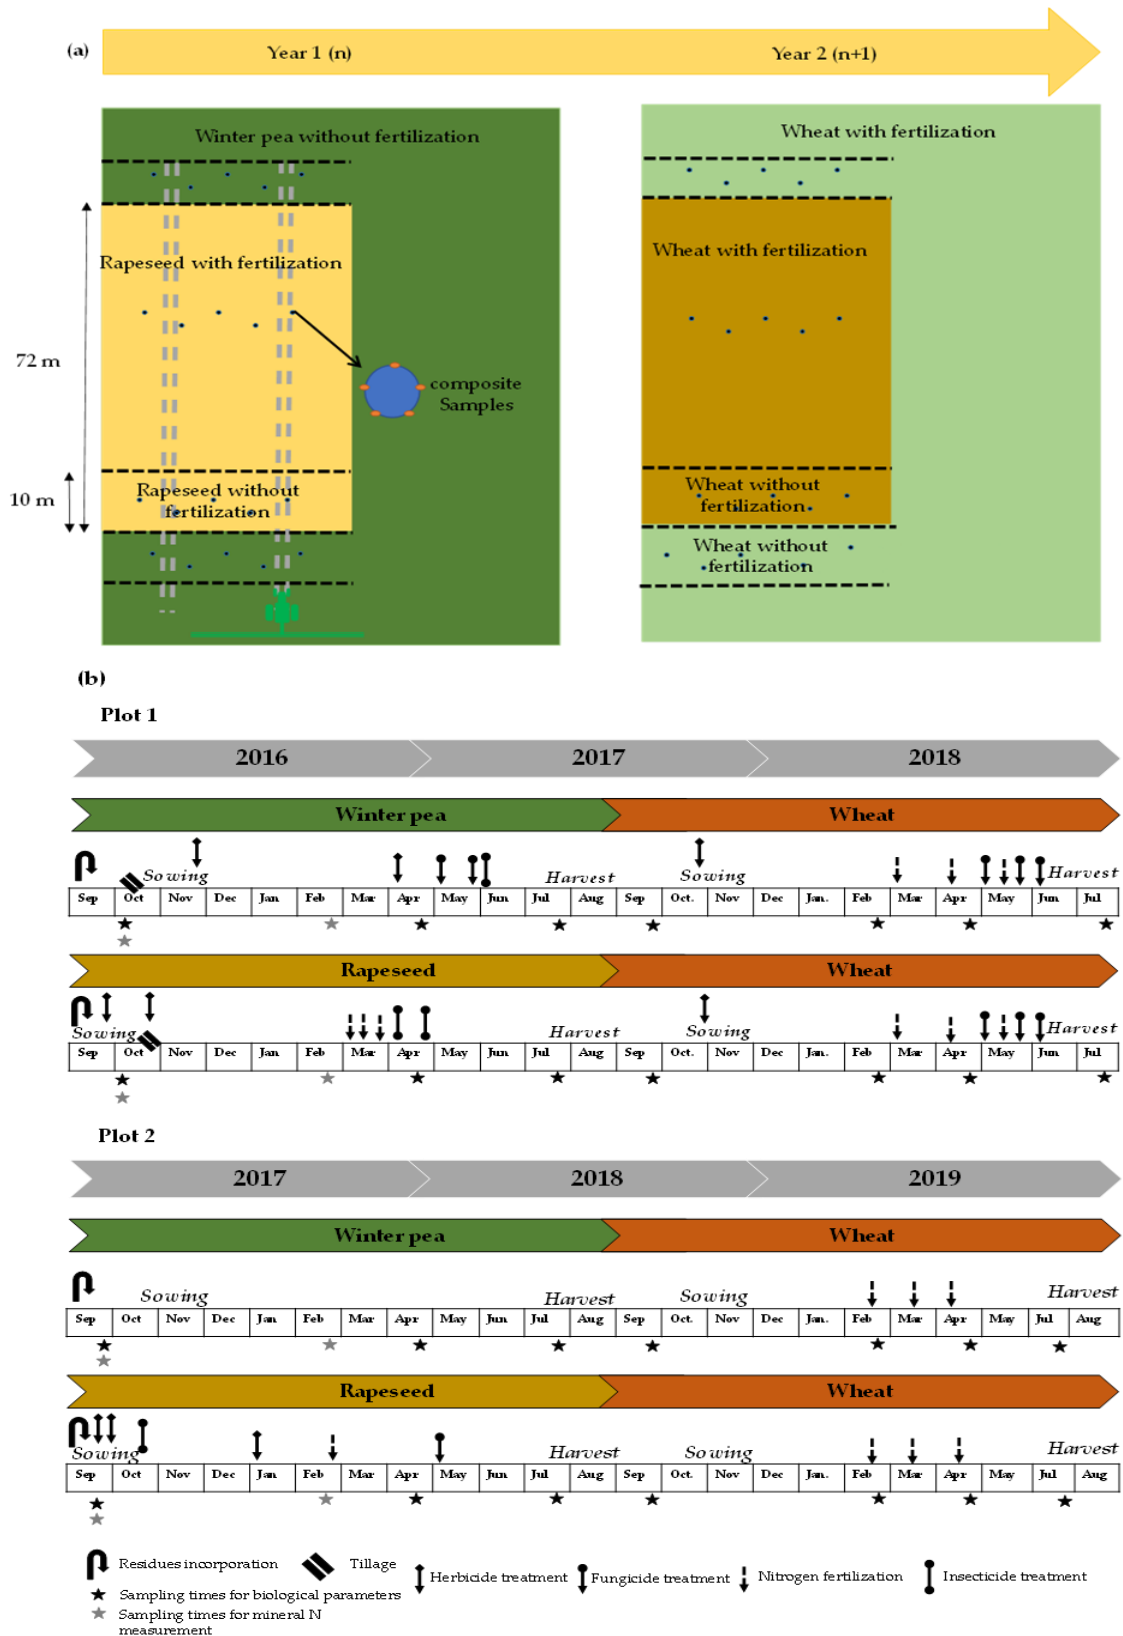 (a)
Year 1 (n)
Year 2 (n+1)
Winter pea without fertilization
Wheat with fertilization
Rapeseed with fertilization
Wheat with fertilization
72 m
composite
Samples
10 m
Rapeseed without
fertilization
Wheat without
fertilization
Wheat without
fertilization
(b)
Plot 1
2016 2017 2018
Winter pea Wheat
Sowing Harvest Sowing Harvest
Sep Oct Nov Dec Jan Feb Mar Apr May Jun Jul Aug Sep Oct. Nov Dec Jan. Feb Mar Apr May Jun Jul
Rapeseed Wheat
Sowing Harvest Sowing Harvest
Sep Oct Nov Dec Jan Feb Mar Apr May Jun Jul Aug Sep Oct. Nov Dec Jan. Feb Mar Apr May Jun Jul
Plot 2
2017 2018 2019
Winter pea Wheat
Sowing Harvest Sowing Harvest
Sep Oct Nov Dec Jan Feb Mar Apr May Jun Jul Aug Sep Oct. Nov Dec Jan. Feb Mar Apr May Jul Aug
Rapeseed Wheat
Sowing Harvest Sowing Harvest
Sep Oct Nov Dec Jan Feb Mar Apr May Jun Jul Aug Sep Oct. Nov Dec Jan. Feb Mar Apr May Jul Aug
Residues incorporation
Tillage
Herbicide treatment
Fungicide treatment
Nitrogen fertilization
Insecticide treatment
Sampling times for biological parameters
Sampling times for mineral N
measurement